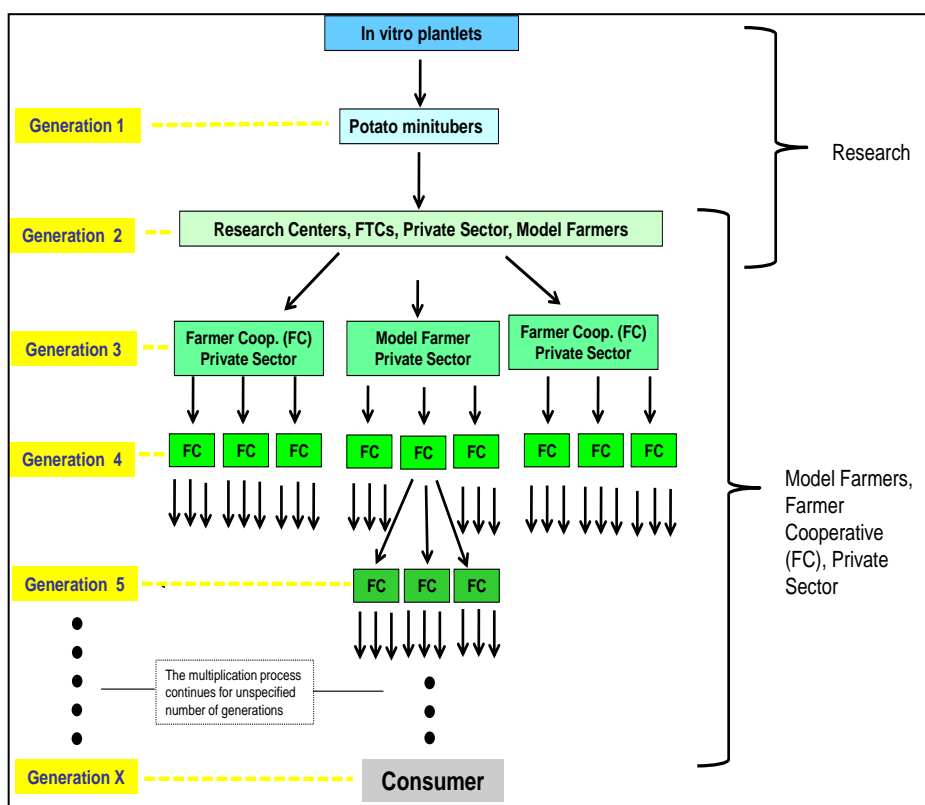 In vitro plantlets
Generation 1
Potato minitubers
Research
Generation 2
Research Centers, FTCs, Private Sector, Model Farmers
Generation 3
Farmer Coop. (FC)
Private Sector
Model Farmer
Private Sector
Farmer Coop. (FC)
Private Sector
Generation 4
FC FC FC FC FC FC FC FC FC
Model Farmers,
Farmer
Cooperative
(FC), Private
Sector
Generation 5
FC FC FC
The multiplication process
continues for unspecified
number of generations
Generation X
Consumer